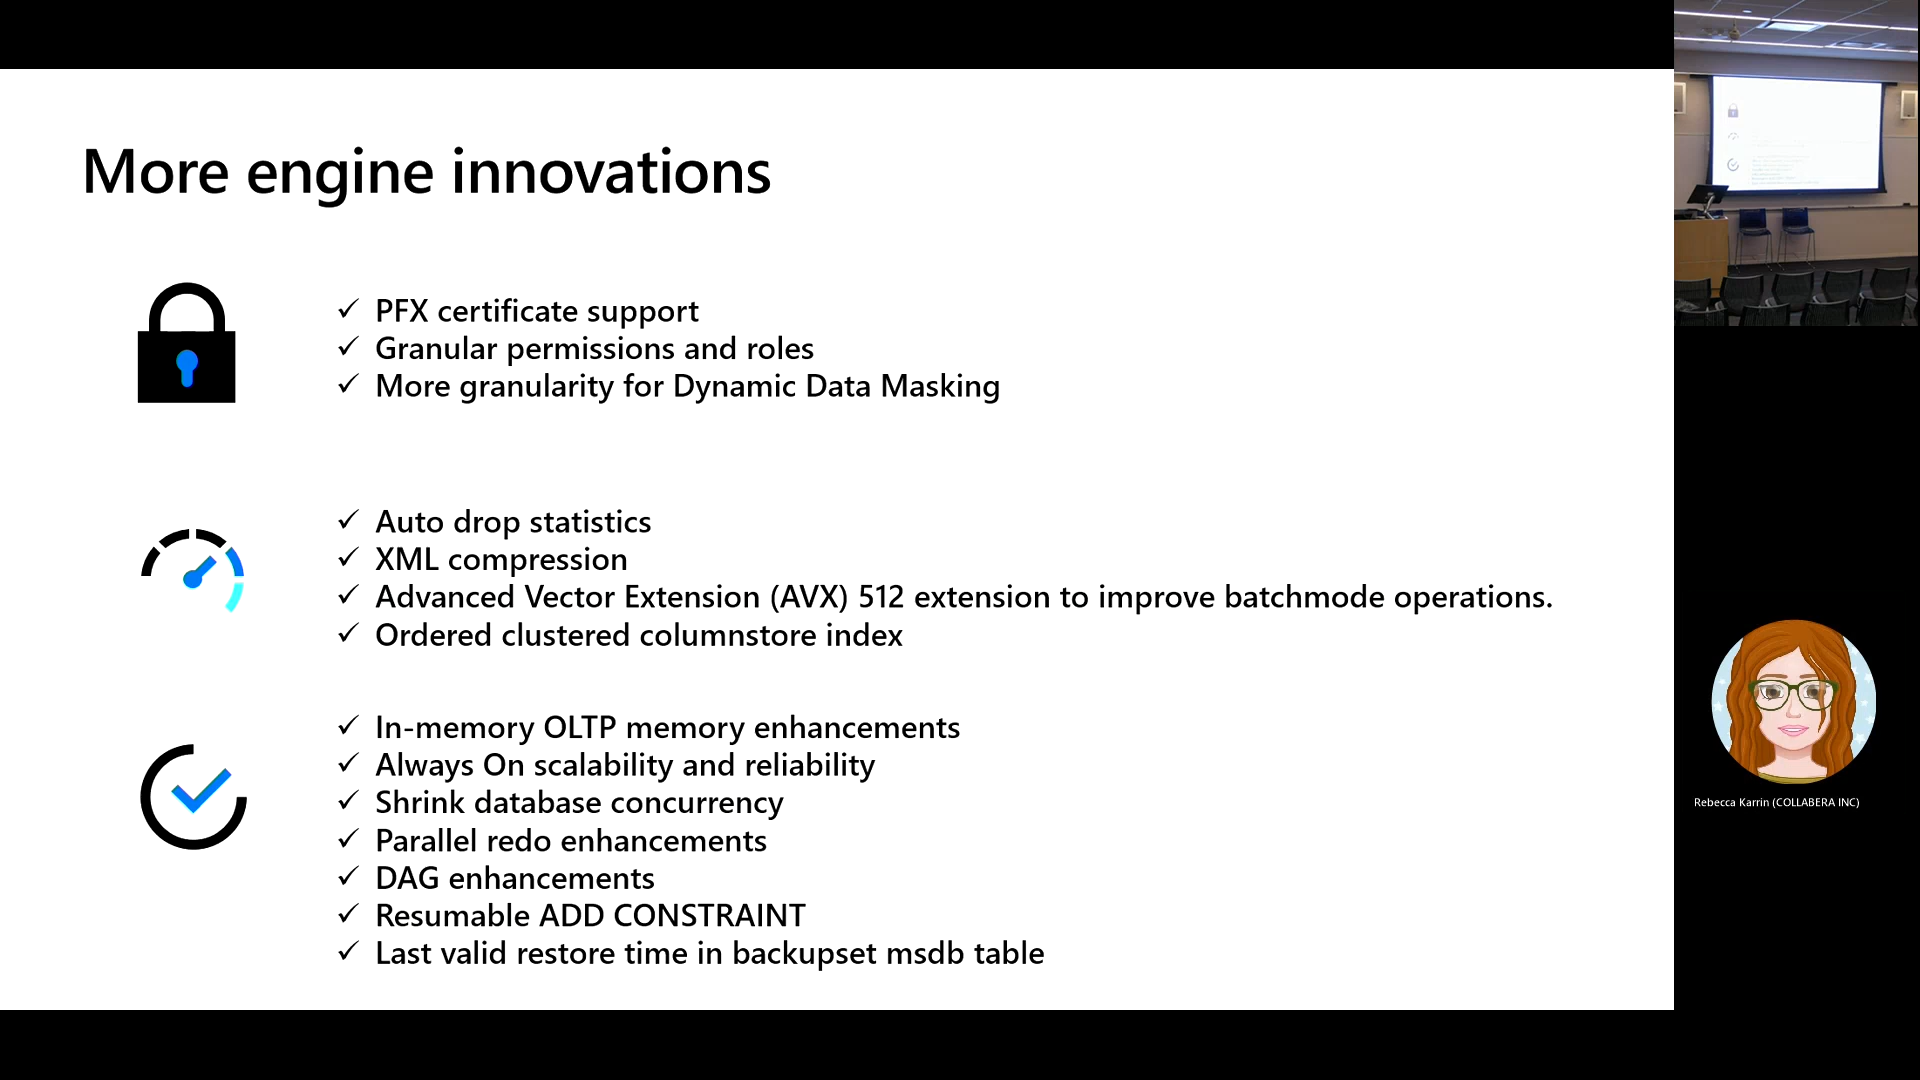 More engine innovations
PFX certificate support
Granular permissions and roles
More granularity for Dynamic Data Masking
Auto drop statistics
XML compression
Advanced Vector Extension (AVX) 512 extension to improve batchmode operations.
Ordered clustered columnstore index
In-memory OLTP memory enhancements
Always On scalability and reliability
Shrink database concurrency
Parallel redo enhancements
DAG enhancements
Resumable ADD CONSTRAINT
Last valid restore time in backupset msdb table
Rebecca Karrin (COLLABERA INC)